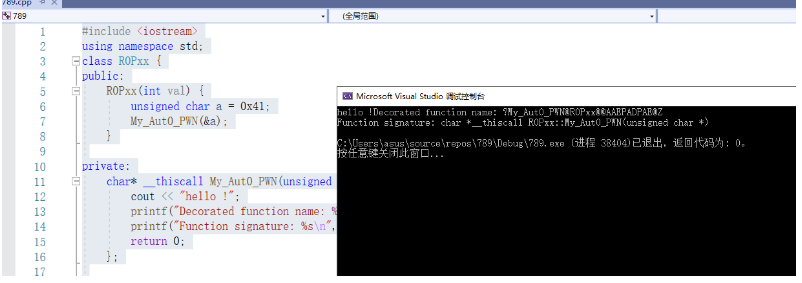 789.cpp
789
(全局范围)
1 #include <iostream>
2 using namespace std;
3 class ROPxx {
4 public:
5 ROPxx(int val) {
6 unsigned char a = 0x41;
7 My_Aut0_PWN(&a);
8 }
9
10 private:
11 char* __thiscall My_Aut0_PWN(unsigned
12 cout << "hello !";
13 printf("Decorated function name: %
14 printf("Function signature: %s\n",
15 return 0;
16 };
17
Microsoft Visual Studio 调试控制台
hello !Decorated function name: ?My_Aut0_PWN@ROPxx@@AAEPADPAE@Z
Function signature: char *__thiscall ROPxx::My_Aut0_PWN(unsigned char *)
C:\Users\asus\source\repos\789\Debug\789.exe (进程 38404)已退出，返回代码为: 0。
按任意键关闭此窗口...